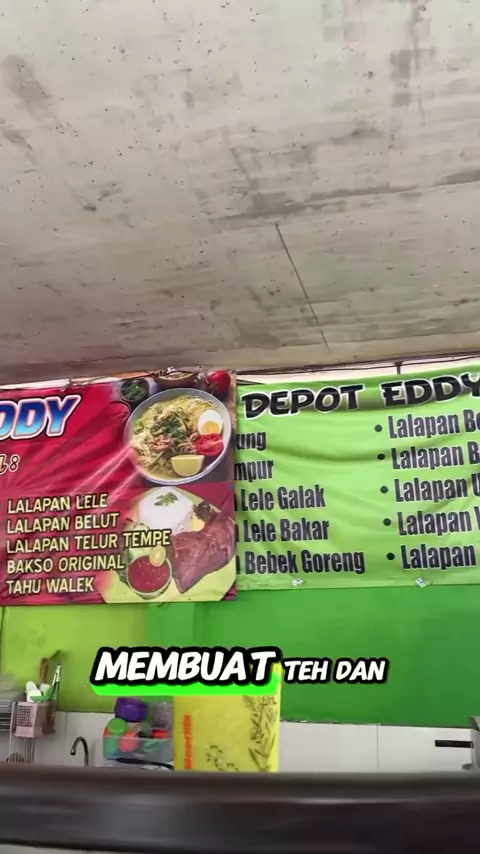 DDY
LALAPAN LELE
LALAPAN BELUT
LALAPAN TELUR TEMPE
BAKSO ORIGINAL
TAHU WALEK
DEPOT EDDY
ung
mpur
Lele Galak
Lele Bakar
Bebek Goreng
• Lalapan Be
• Lalapan B
• Lalapan
• Lalapan
• Lalapan
MEMBUAT TEH DAN